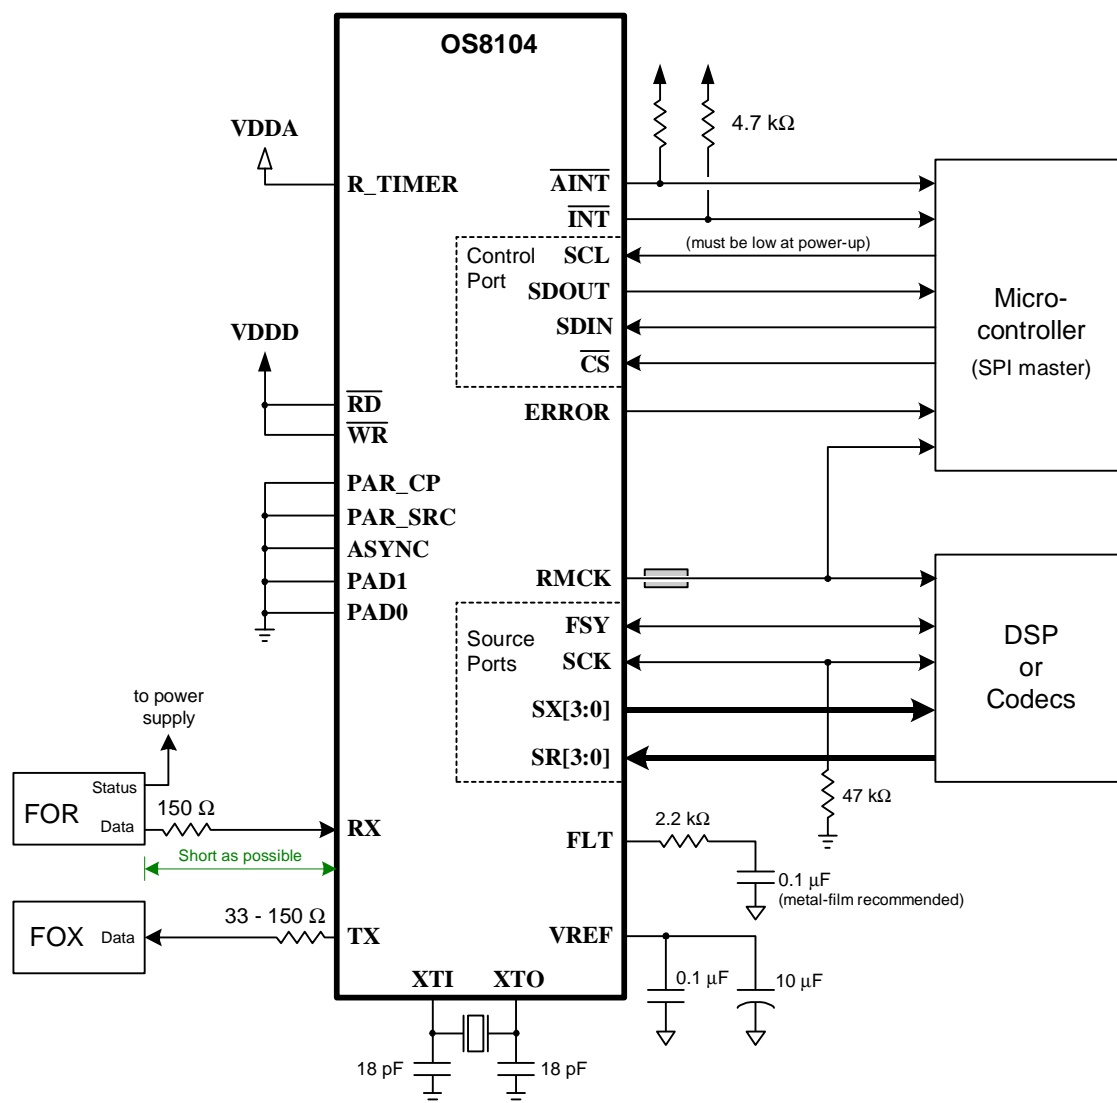 OS8104
VDDA
4.7 kΩ
R_TIMER
AINT
INT
(must be low at power-up)
Control
Port
SCL
SDOUT
SDIN
CS
Micro-
controller
(SPI master)
VDDD
RD
WR
ERROR
PAR_CP
PAR_SRC
ASYNC
PAD1
PAD0
RMCK
Source
Ports
FSY
SCK
SX[3:0]
SR[3:0]
DSP
or
Codecs
to power
supply
FOR
Status
Data
150 Ω
RX
47 kΩ
2.2 kΩ
FLT
Short as possible
0.1 µF
(metal-film recommended)
FOX
Data
33 - 150 Ω
TX
VREF
XTI
XTO
0.1 µF
10 µF
18 pF
18 pF